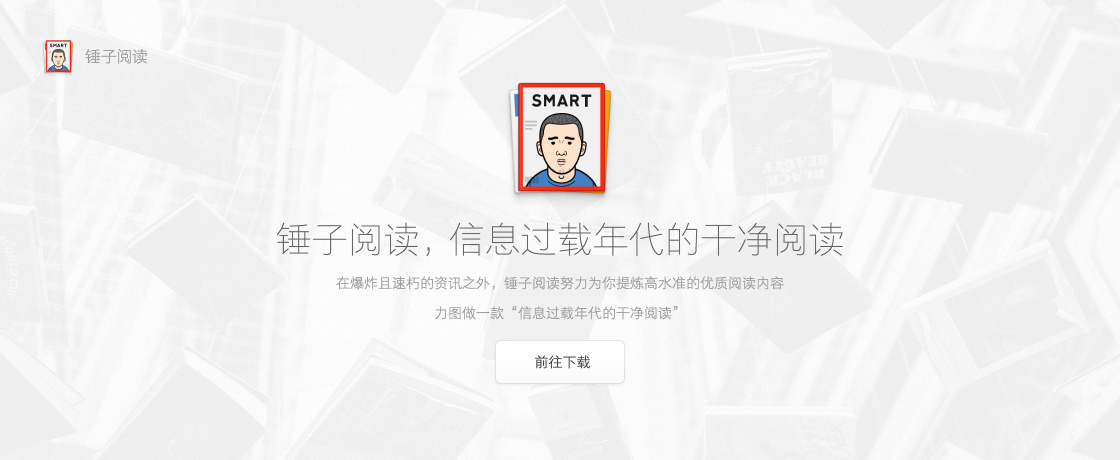 SMART
锤子阅读
SMART
锤子阅读，信息过载年代的干净阅读
在爆炸且速朽的资讯之外，锤子阅读努力为你提炼高水准的优质阅读内容
力图做一款“信息过载年代的干净阅读”
前往下载